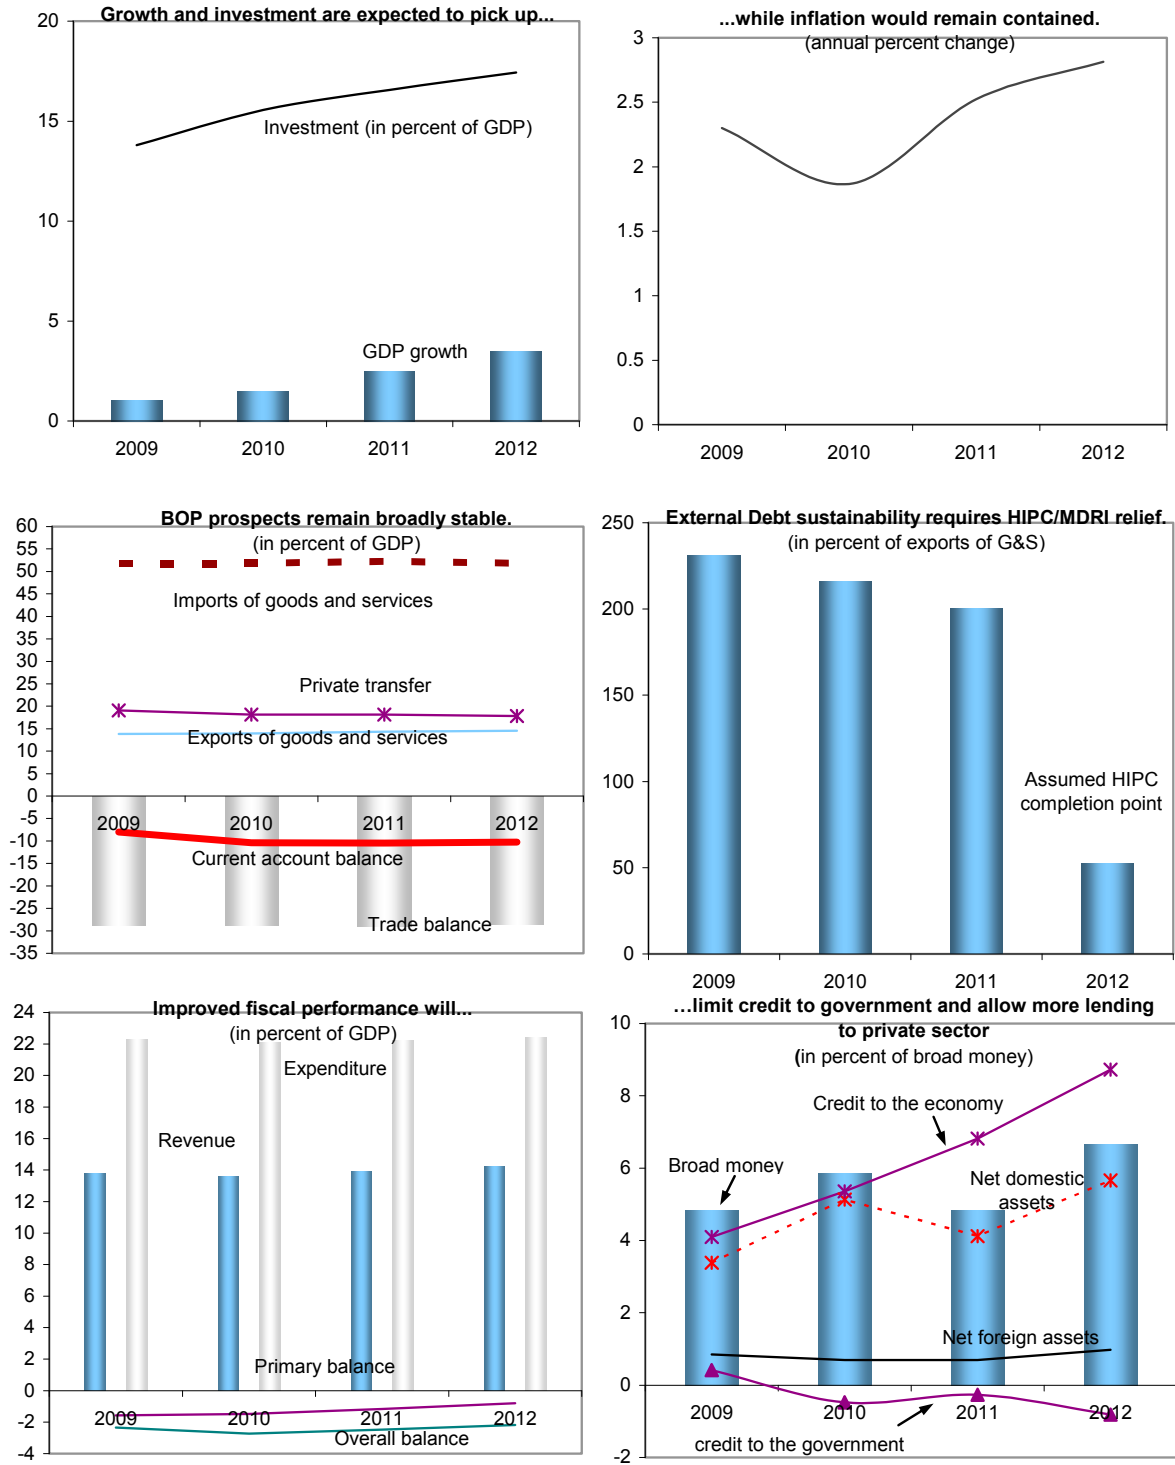 Growth and investment are expected to pick up...
20
15
10
5
0
Investment (in percent of GDP)
GDP growth
2009 2010 2011 2012
...while inflation would remain contained.
(annual percent change)
3
2.5
2
1.5
1
0.5
0
2009 2010 2011 2012
BOP prospects remain broadly stable.
(in percent of GDP)
60
55
50
45
40
35
30
25
20
15
10
5
0
-5
-10
-15
-20
-25
-30
-35
Imports of goods and services
Private transfer
Exports of goods and services
2009 2010 2011 2012
Current account balance
Trade balance
External Debt sustainability requires HIPC/MDRI relief.
(in percent of exports of G&S)
250
200
150
100
50
0
Assumed HIPC
completion point
2009 2010 2011 2012
Improved fiscal performance will...
(in percent of GDP)
24
22
20
18
16
14
12
10
8
6
4
2
0
-2
-4
Expenditure
Revenue
Primary balance
2009 2010 2011 2012
Overall balance
...limit credit to government and allow more lending
to private sector
(in percent of broad money)
10
8
6
4
2
0
-2
Credit to the economy
Broad money
Net domestic
assets
Net foreign assets
2009 2010 2011 2012
credit to the government